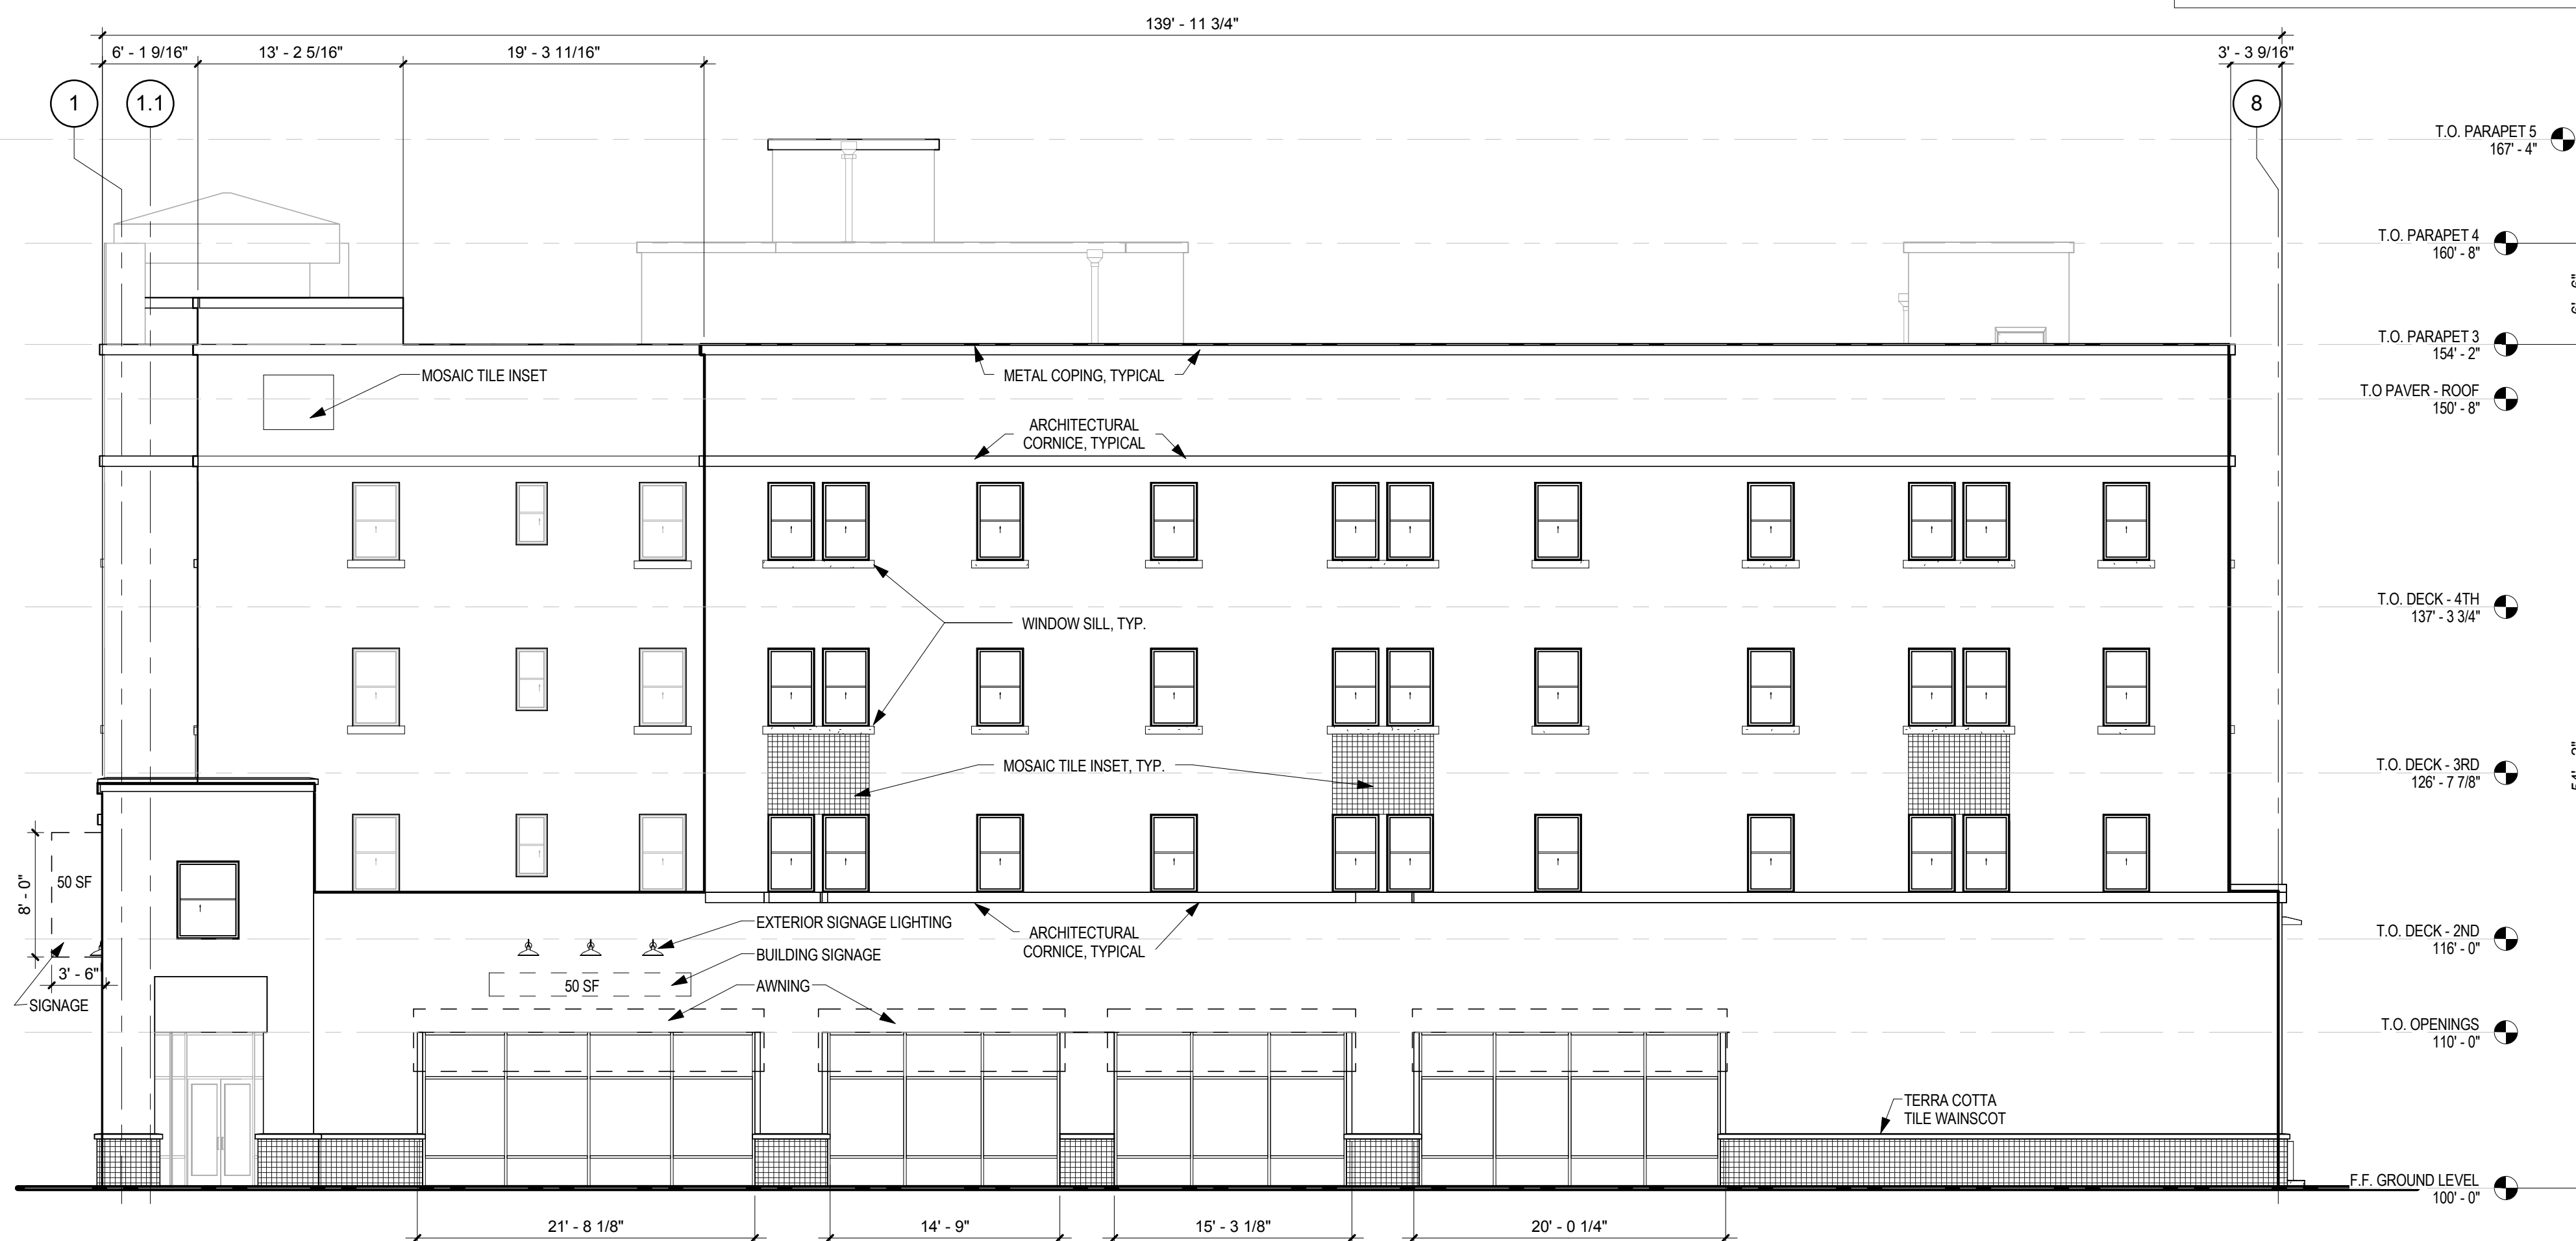 139' - 11 3/4"
6' - 1 9/16"
13' - 2 5/16"
19' - 3 11/16"
3' - 3 9/16"
1
1.1
8
T.O. PARAPET 5
167' - 4"
T.O. PARAPET 4
160' - 8"
6' - 6"
T.O. PARAPET 3
154' - 2"
MOSAIC TILE INSET
METAL COPING, TYPICAL
T.O PAVER - ROOF
150' - 8"
ARCHITECTURAL
CORNICE, TYPICAL
T.O. DECK - 4TH
137' - 3 3/4"
WINDOW SILL, TYP.
MOSAIC TILE INSET, TYP.
T.O. DECK - 3RD
126' - 7 7/8"
54' - 2"
8' - 0"
50 SF
EXTERIOR SIGNAGE LIGHTING
ARCHITECTURAL
CORNICE, TYPICAL
T.O. DECK - 2ND
116' - 0"
BUILDING SIGNAGE
3' - 6"
50 SF
AWNING
SIGNAGE
T.O. OPENINGS
110' - 0"
TERRA COTTA
TILE WAINSCOT
F.F. GROUND LEVEL
100' - 0"
21' - 8 1/8"
14' - 9"
15' - 3 1/8"
20' - 0 1/4"